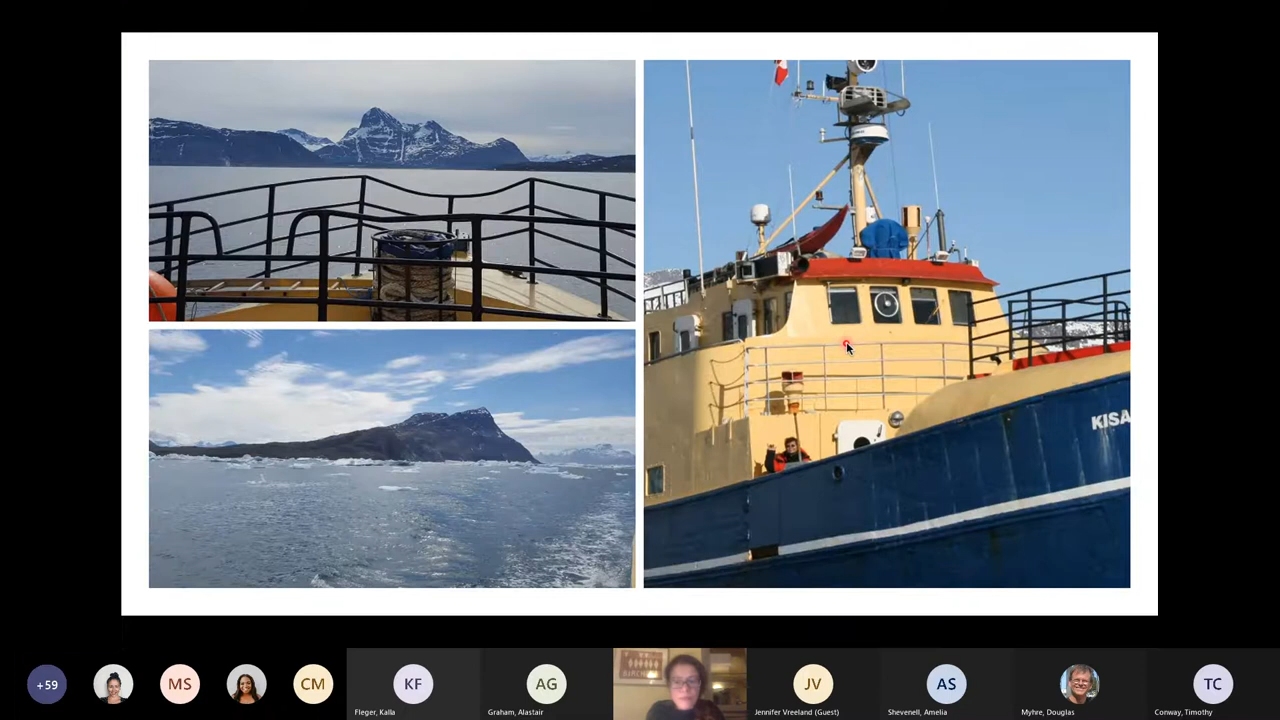 KISA
+59
MS
CM
KF
Fleger, Kalla
AG
Graham, Alastair
JV
Jennifer Vreeland (Guest)
AS
Shevenell, Amelia
Myhre, Douglas
TC
Conway, Timothy